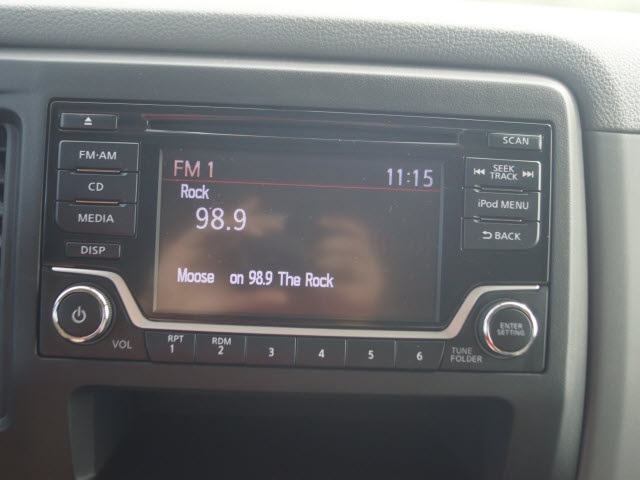 SCAN
FM·AM
CD
MEDIA
DISP
VOL
FM 1
11:15
Rock
98.9
Moose on 98.9 The Rock
SEEK
TRACK
iPod MENU
BACK
RPT
1
RDM
2
3
4
5
6
TUNE
FOLDER
ENTER
SETTING